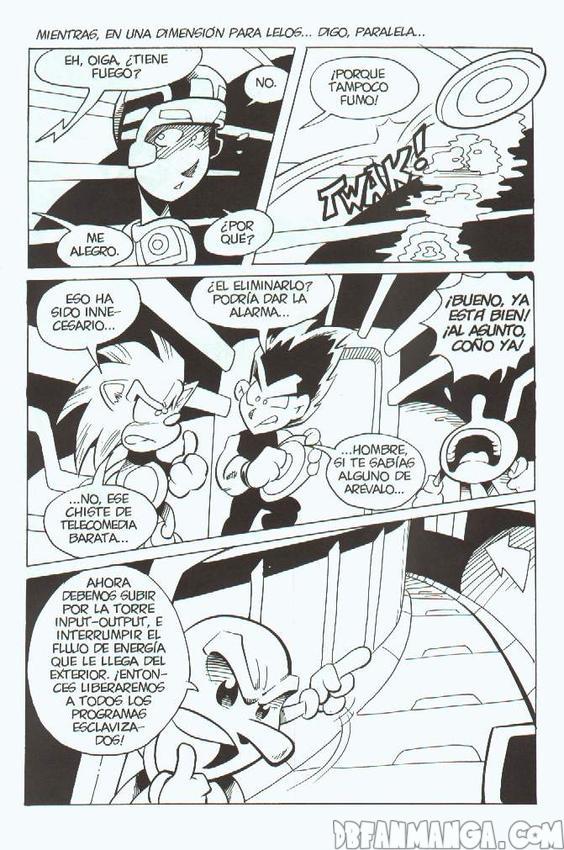 MIENTRAS, EN UNA DIMENSIÓN PARA LELOS... DIGO, PARALELA...
EH, OIGA, ¿TIENE
FUEGO?
NO.
ME
ALEGRO.
¿POR
QUÉ?
¡PORQUE
TAMPOCO
FUMO!
TWAK!
ESO HA
SIDO INNE-
CESARIO...
¿EL ELIMINARLO?
PODRÍA DAR LA
ALARMA...
...NO, ESE
CHISTE DE
TELECOMEDIA
BARATA...
...HOMBRE,
SI TE SABÍAS
ALGUNO DE
ARÉVALO...
¡BUENO, YA
ESTÁ BIEN!
¡AL ASUNTO,
COÑO YA!
AHORA
DEBEMOS SUBIR
POR LA TORRE
INPUT-OUTPUT, E
INTERRUMPIR EL
FLUJO DE ENERGÍA
QUE LE LLEGA DEL
EXTERIOR. ¡ENTON-
CES LIBERAREMOS
A TODOS LOS
PROGRAMAS
ESCLAVIZA-
DOS!
DBFANMANGA.COM